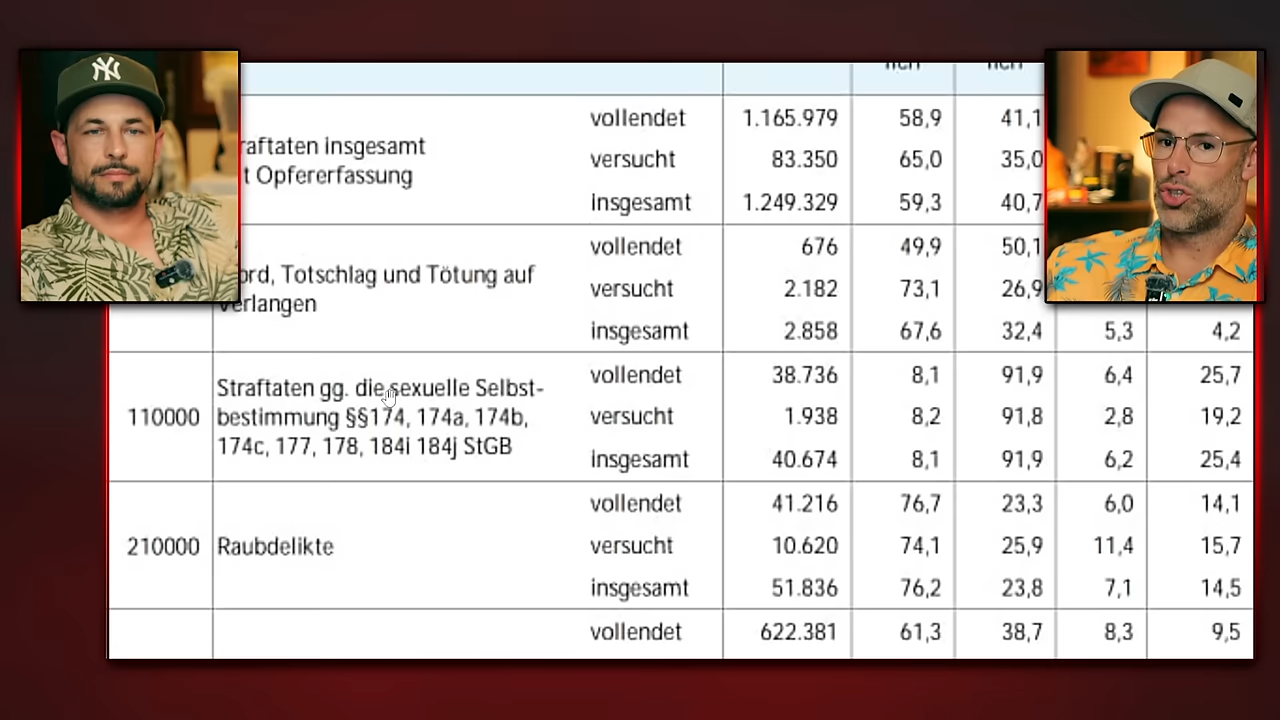 NY
vollendet 1.165.979 58,9 41,1
raftaten insgesamt
t Opfererfassung
versucht 83.350 65,0 35,0
insgesamt 1.249.329 59,3 40,7
vollendet 676 49,9 50,1
ord, Totschlag und Tötung auf
Verlangen
versucht 2.182 73,1 26,9
insgesamt 2.858 67,6 32,4 5,3 4,2
110000
Straftaten gg. die sexuelle Selbst-
bestimmung §§174, 174a, 174b,
174c, 177, 178, 184i 184j StGB
vollendet 38.736 8,1 91,9 6,4 25,7
versucht 1.938 8,2 91,8 2,8 19,2
insgesamt 40.674 8,1 91,9 6,2 25,4
210000 Raubdelikte
vollendet 41.216 76,7 23,3 6,0 14,1
versucht 10.620 74,1 25,9 11,4 15,7
insgesamt 51.836 76,2 23,8 7,1 14,5
vollendet 622.381 61,3 38,7 8,3 9,5